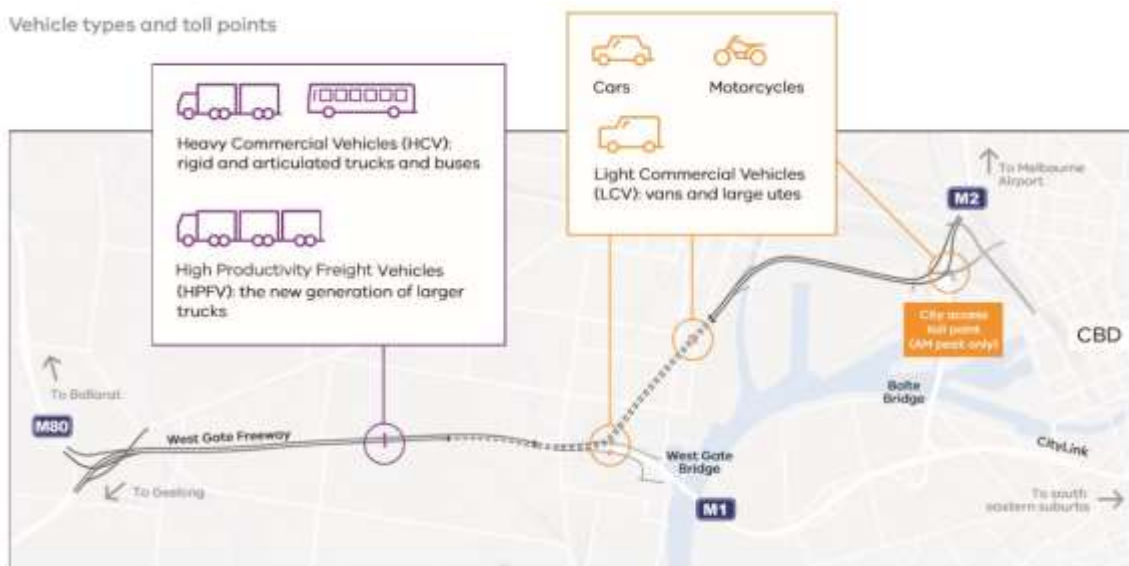 Vehicle types and toll points
Heavy Commercial Vehicles (HCV):
rigid and articulated trucks and buses
High Productivity Freight Vehicles
(HPFV): the new generation of larger
trucks
Cars
Motorcycles
Light Commercial Vehicles
(LCV): vans and large utes
To Melbourne
Airport
M2
City access
toll point
(AM peak only)
CBD
Bolte
Bridge
To Ballarat
M80
West Gate Freeway
To Geelong
West Gate
Bridge
M1
CityLink
To south
eastern suburbs